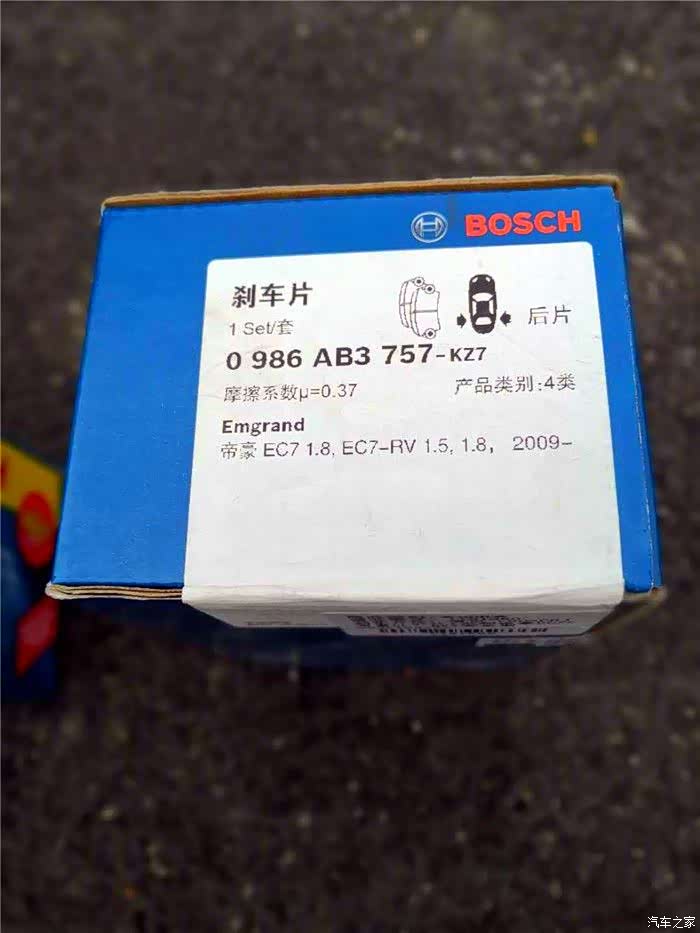 BOSCH
刹车片
1 Set/套
后片
0 986 AB3 757-KZ7
摩擦系数μ=0.37 产品类别:4类
Emgrand
帝豪 EC7 1.8, EC7-RV 1.5, 1.8, 2009-
汽车之家